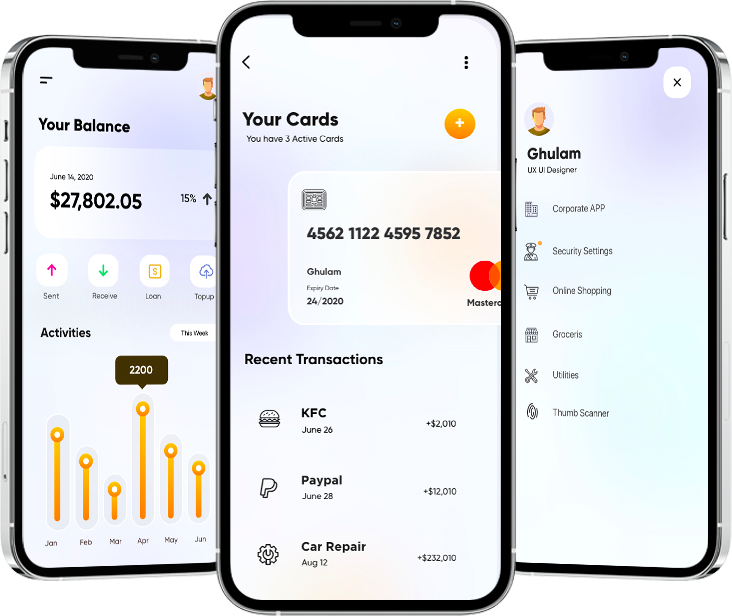 Your Balance
June 14, 2020
$27,802.05
15%
Sent
Receive
Loan
Topup
Activities
This Week
2200
Jan
Feb
Mar
Apr
May
Jun
Your Cards
You have 3 Active Cards
4562 1122 4595 7852
Ghulam
Expiry Date
24/2020
Masterc
Recent Transactions
KFC
June 26
+$2,010
Paypal
June 28
+$12,010
Car Repair
Aug 12
+$232,010
Ghulam
UX UI Designer
Corporate APP
Security Settings
Online Shopping
Groceris
Utilities
Thumb Scanner